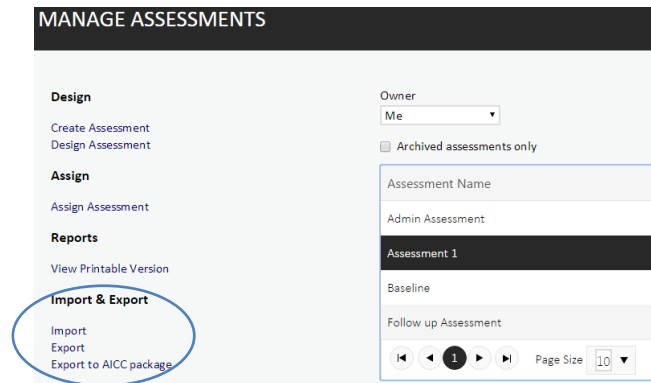 MANAGE ASSESSMENTS
Design
Create Assessment
Design Assessment
Assign
Assign Assessment
Reports
View Printable Version
Import & Export
Import
Export
Export to AICC package
Owner
Me
Archived assessments only
Assessment Name
Admin Assessment
Assessment 1
Baseline
Follow up Assessment
1 Page Size 10